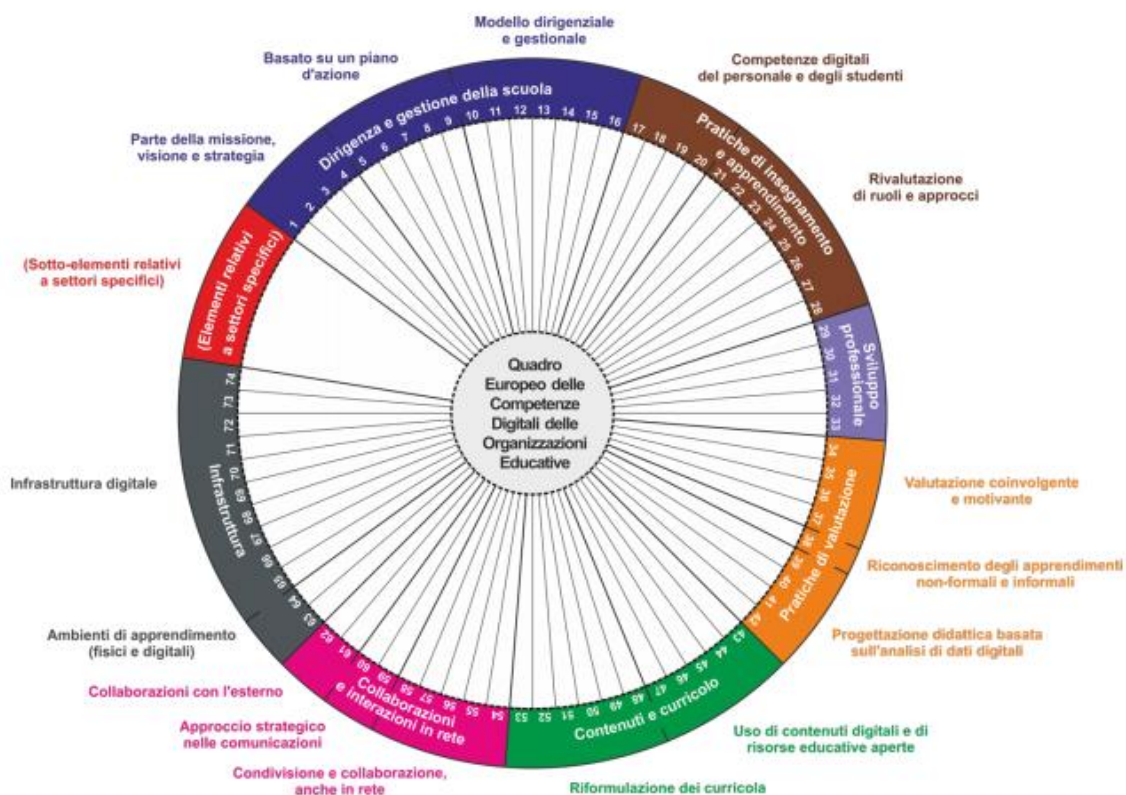 Modello dirigenziale
e gestionale
Basato su un piano
d'azione
Competenze digitali
del personale e degli studenti
Parte della missione,
visione e strategia
Rivalutazione
di ruoli e approcci
(Sotto-elementi relativi
a settori specifici)
Dirigenza e gestione della scuola
1 2 3 4 5 6 7 8 9 10 11 12 13 14 15 16
Pratiche di insegnamento
e apprendimento
17 18 19 20 21 22 23 24 25 26 27 28
Sviluppo
professionale
29 30 31 32 33
Pratiche di valutazione
34 35 36 37 38 39 40 41 42
Contenuti e curricolo
43 44 45 46 47 48 49 50 51 52 53
Collaborazioni
e interazioni in rete
54 55 56 57 58 59 60 61 62
Infrastruttura
63 64 65 66 67 68 69 70 71 72 73 74
(Elementi relativi
a settori specifici)
Quadro
Europeo delle
Competenze
Digitali delle
Organizzazioni
Educative
Valutazione coinvolgente
e motivante
Riconoscimento degli apprendimenti
non-formali e informali
Progettazione didattica basata
sull'analisi di dati digitali
Uso di contenuti digitali e di
risorse educative aperte
Riformulazione dei curricola
Condivisione e collaborazione,
anche in rete
Approccio strategico
nelle comunicazioni
Collaborazioni con l'esterno
Ambienti di apprendimento
(fisici e digitali)
Infrastruttura digitale